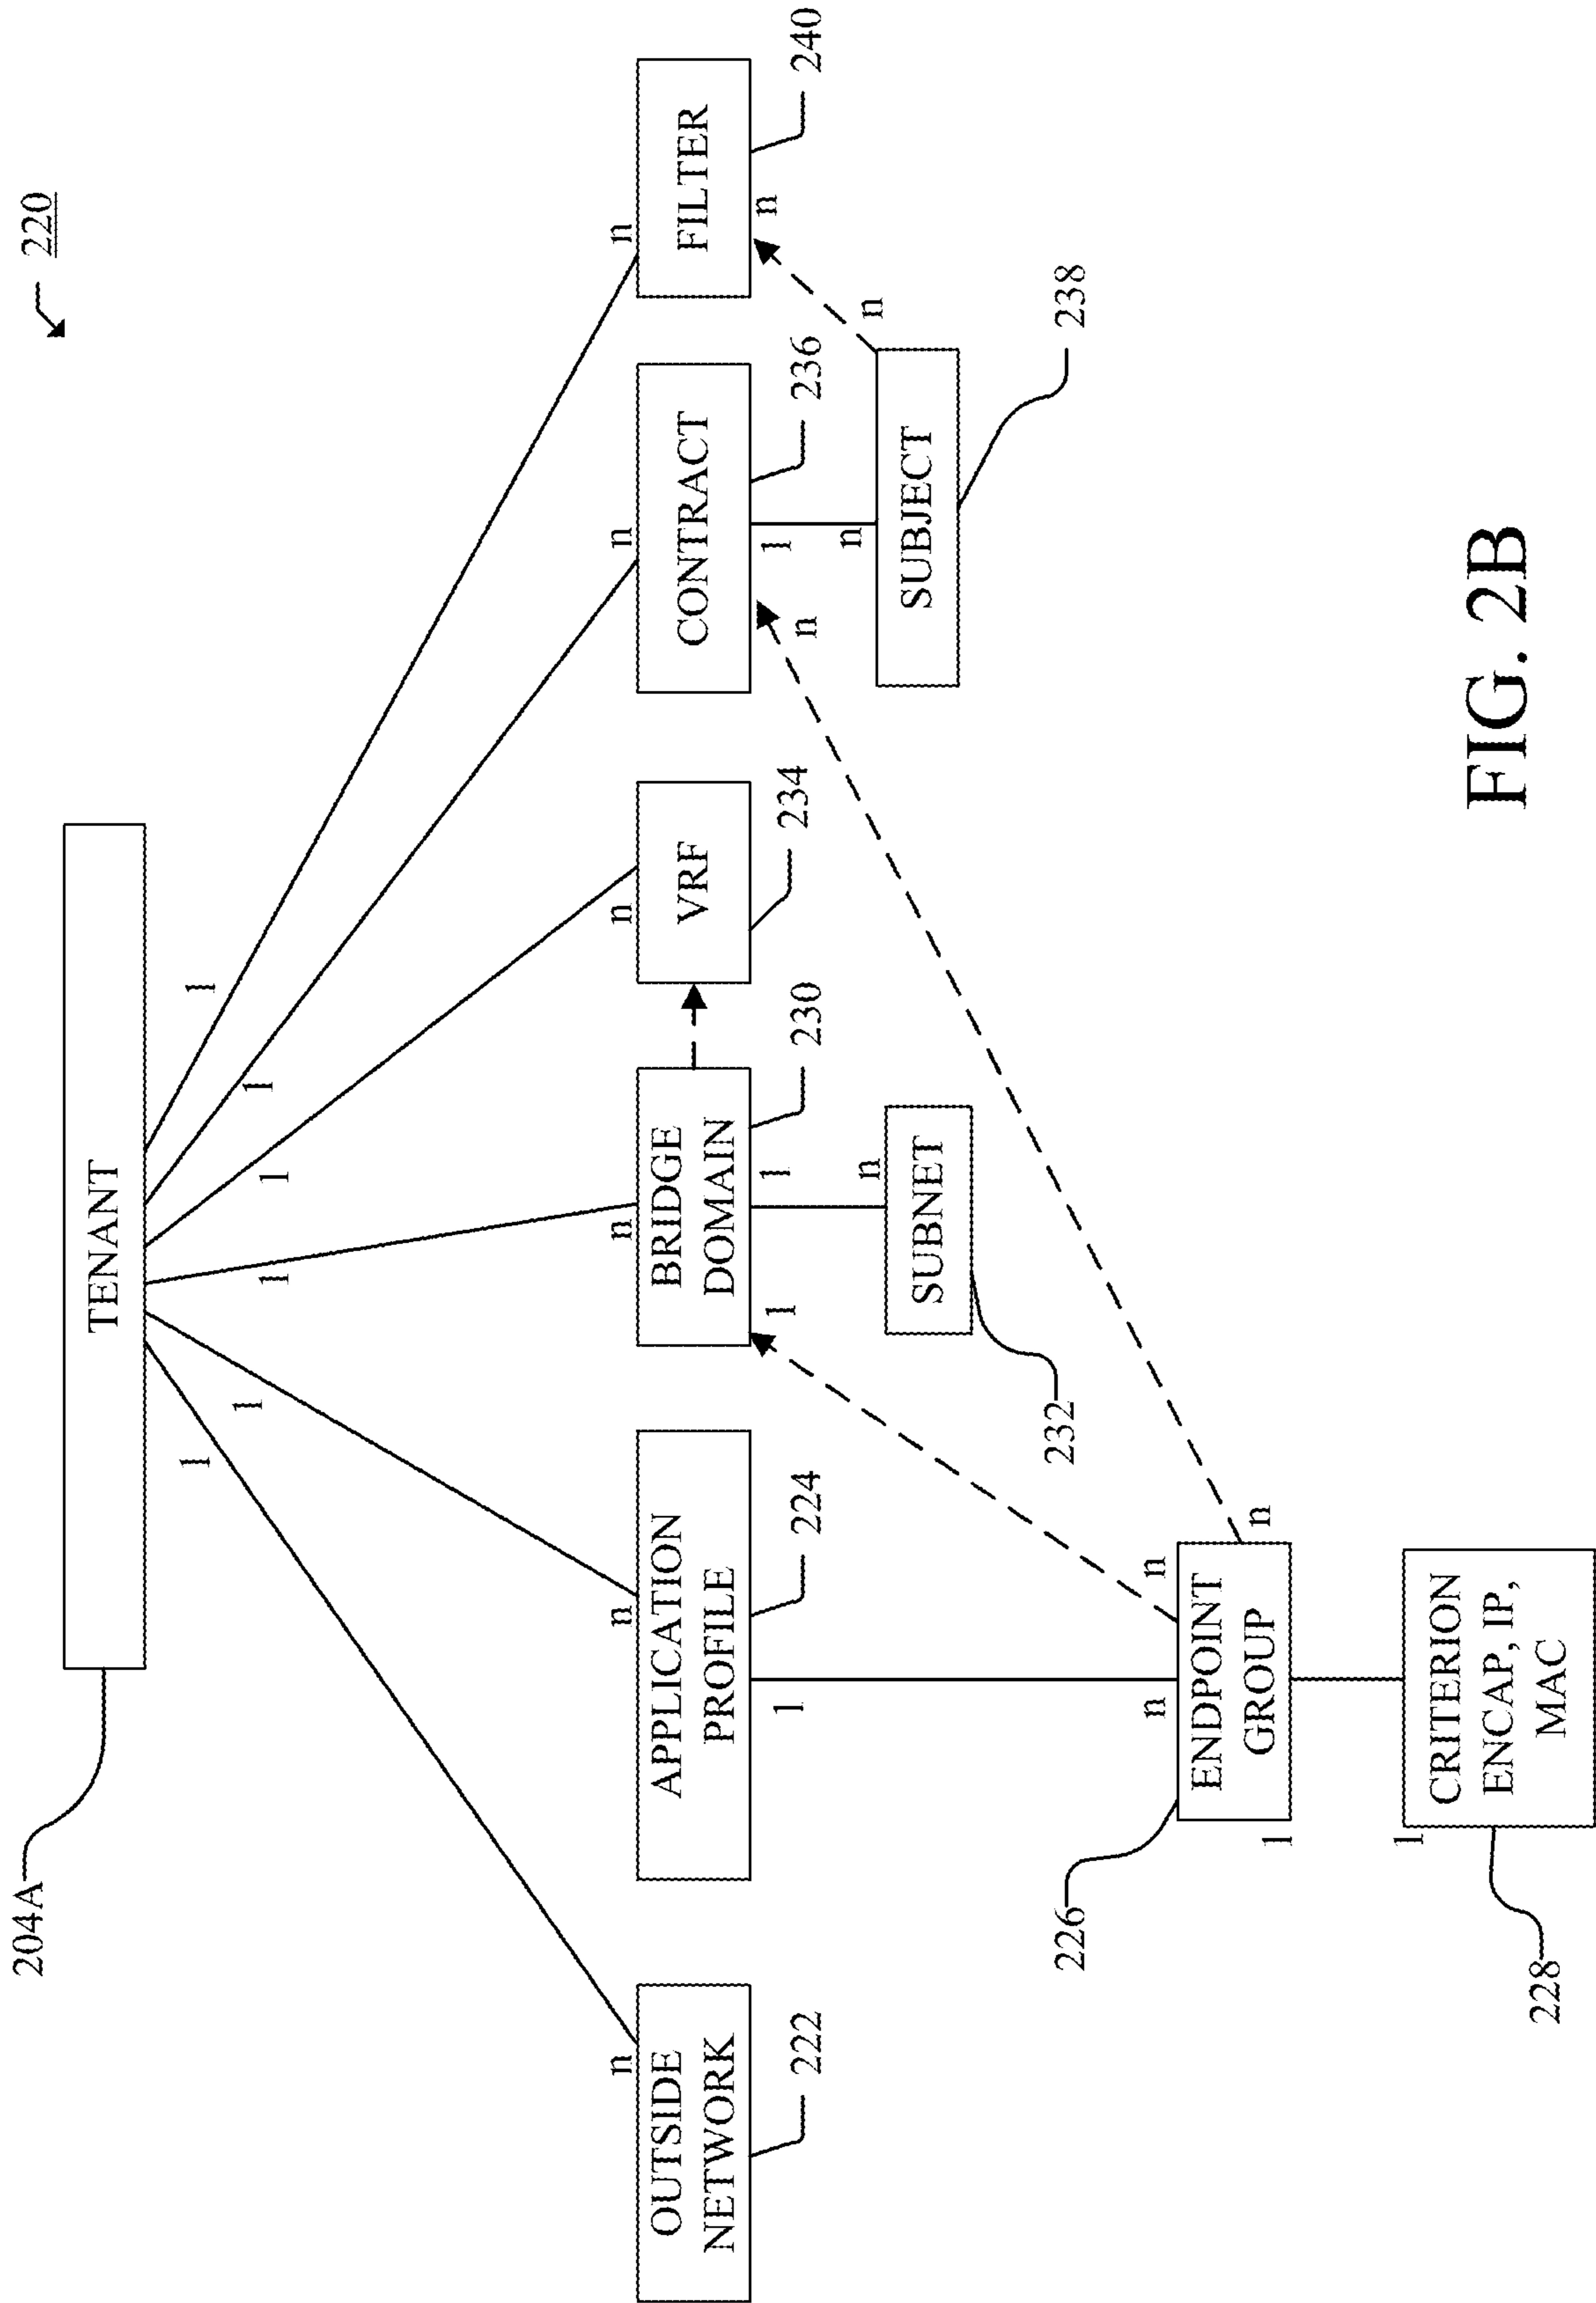 220
204A
TENANT
1
1
1
1
1
1
n
n
n
n
n
n
OUTSIDE
NETWORK
222
APPLICATION
PROFILE
224
BRIDGE
DOMAIN
230
VRF
234
CONTRACT
236
FILTER
240
1
1
1
n
1
n
n
n
SUBNET
232
SUBJECT
238
n
n
n
226
ENDPOINT
GROUP
1
n
1
CRITERION
ENCAP, IP,
MAC
228
FIG. 2B